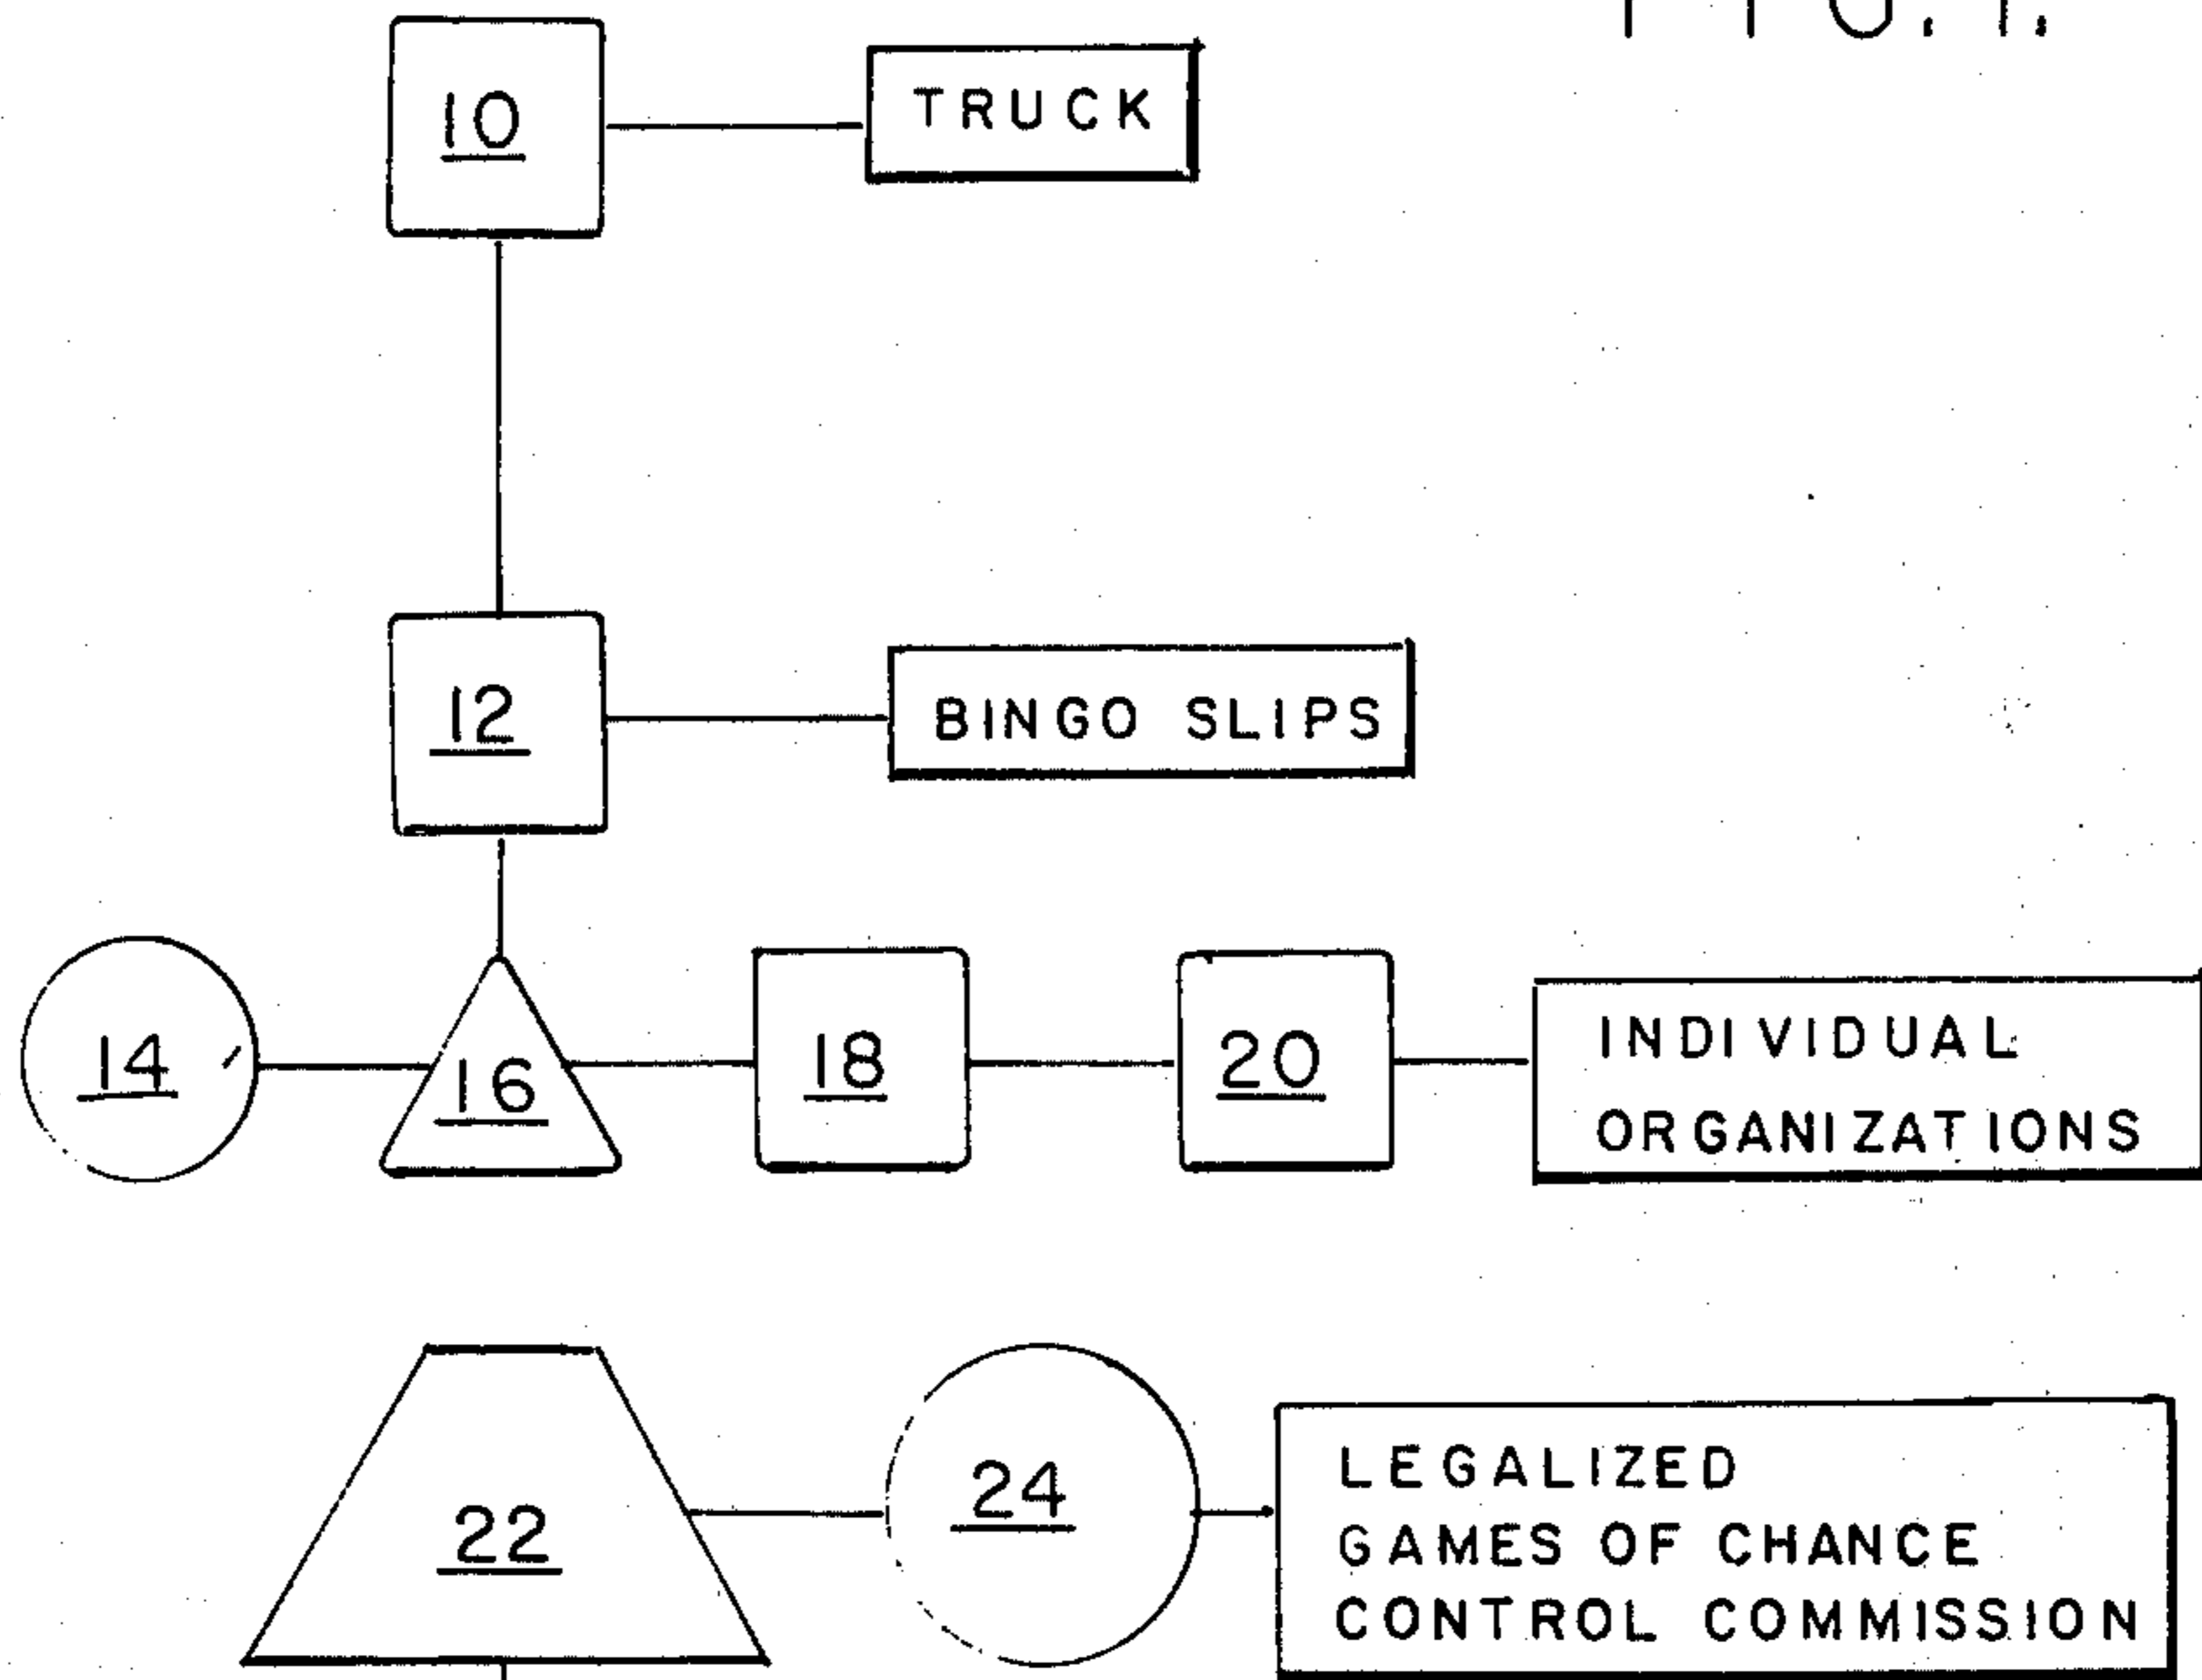 10
TRUCK
12
BINGO SLIPS
14
16
18
20
INDIVIDUAL
ORGANIZATIONS
22
24
LEGALIZED
GAMES OF CHANCE
CONTROL COMMISSION